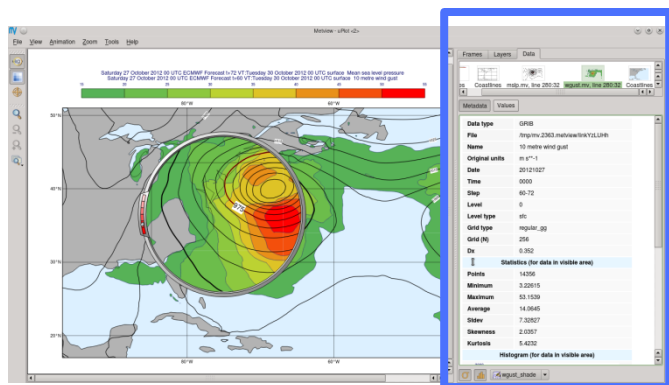 Metview - uPlot <2>
File View Animation Zoom Tools Help
Saturday 27 October 2012 00 UTC ECMWF Forecast t+72 VT:Tuesday 30 October 2012 00 UTC surface Mean sea level pressure
Saturday 27 October 2012 00 UTC ECMWF Forecast t+60 VT:Tuesday 30 October 2012 00 UTC surface 10 metre wind gust
80°W 60°W
50°N
40°N
975
30°N
20°N
80°W 60°W
Frames Layers Data
Coastlines mslp.mv, line 280:32 wgust.mv, line 280:32 Coastlines
Metadata Values
Data type GRIB
File /tmp/mv.2363.metview/linkYzLUHh
Name 10 metre wind gust
Original units m s**-1
Date 20121027
Time 0000
Step 60-72
Level 0
Level type sfc
Grid type regular_gg
Grid (N) 256
Dx 0.352
Statistics (for data in visible area)
Points 14356
Minimum 3.22615
Maximum 53.1539
Average 14.0645
Stdev 7.32827
Skewness 2.0357
Kurtosis 5.4232
Histogram (for data in visible area)
wgust_shade